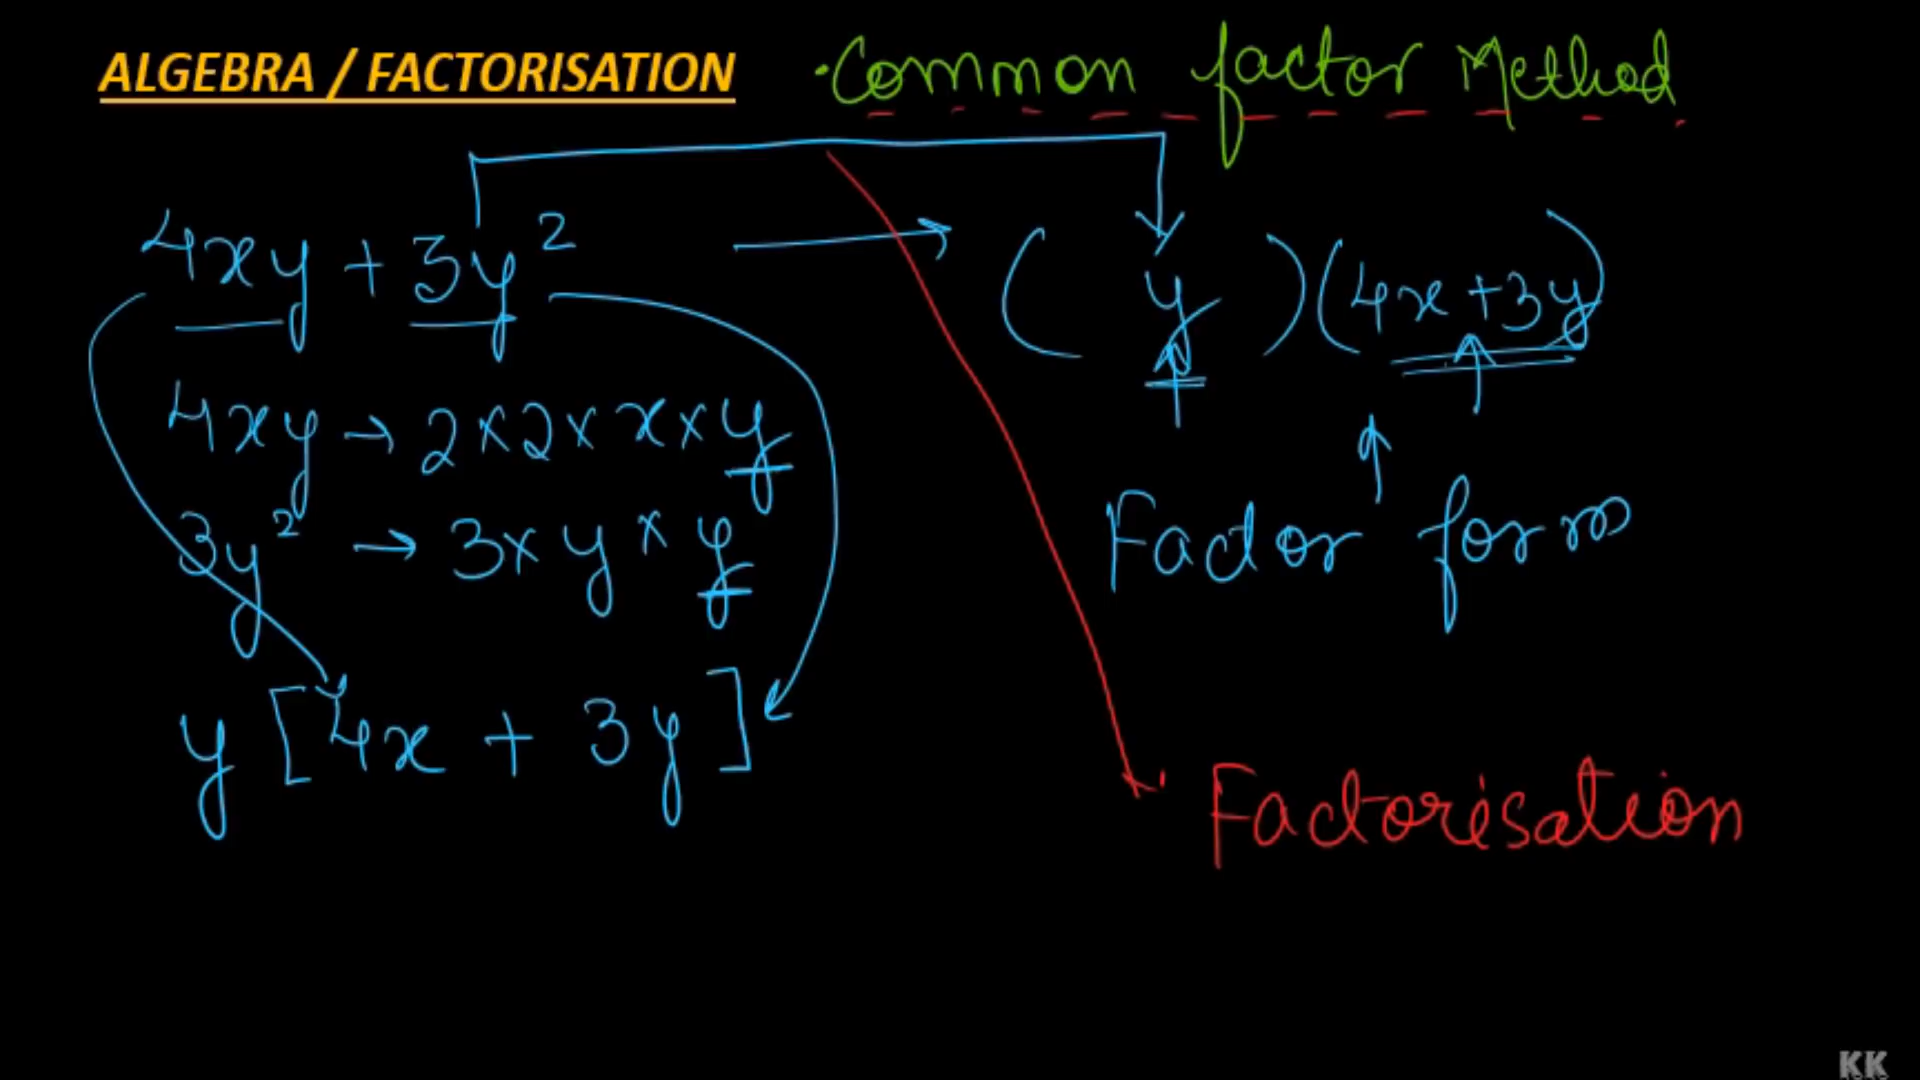 ALGEBRA / FACTORISATION
• Common factor Method
4xy + 3y²
→ ( y ) (4x + 3y)
4xy → 2 × 2 × x × y
3y² → 3 × y × y
Factor form
y [4x + 3y]
Factorisation
KK